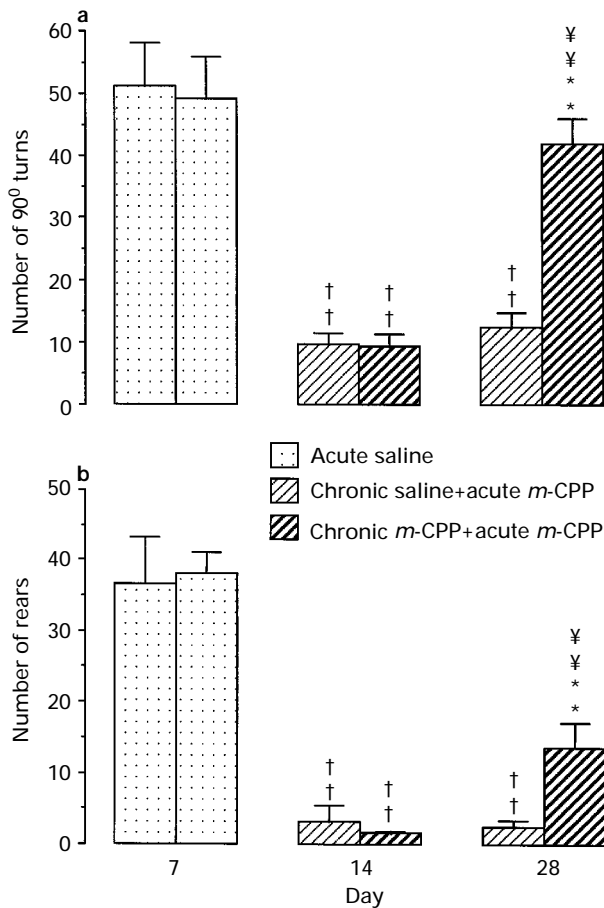 a
60
50
40
30
20
10
0
Number of 90⁰ turns
† †
† †
† †
¥ ¥ * *
Acute saline
Chronic saline+acute m-CPP
Chronic m-CPP+acute m-CPP
b
50
40
30
20
10
0
Number of rears
† †
† †
† †
¥ ¥ * *
7 14 28
Day